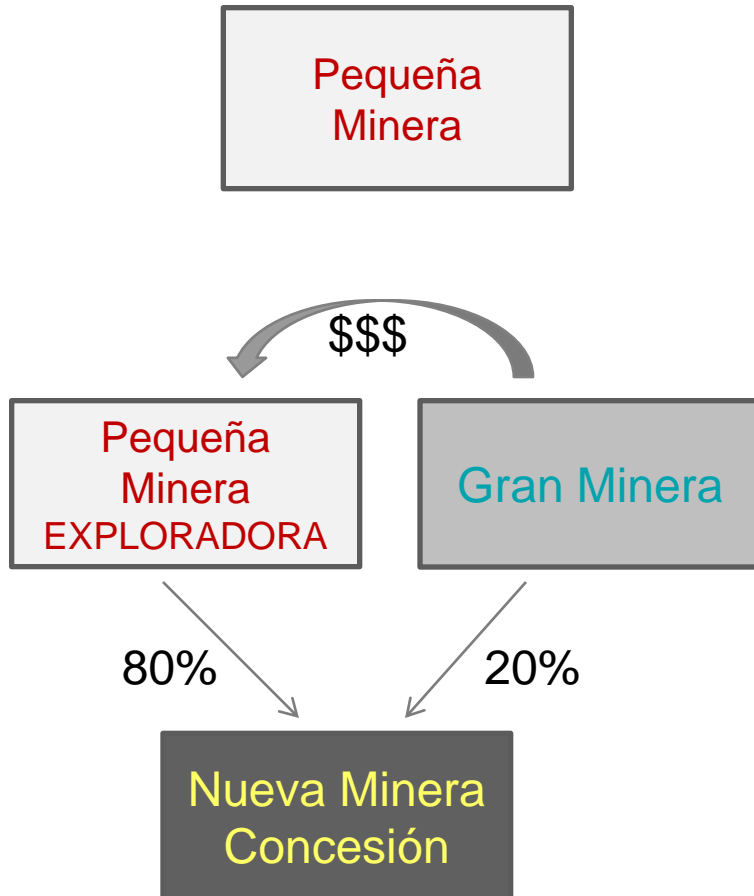 Pequeña
Minera
$$$
Pequeña
Minera
EXPLORADORA
Gran Minera
80%
20%
Nueva Minera
Concesión